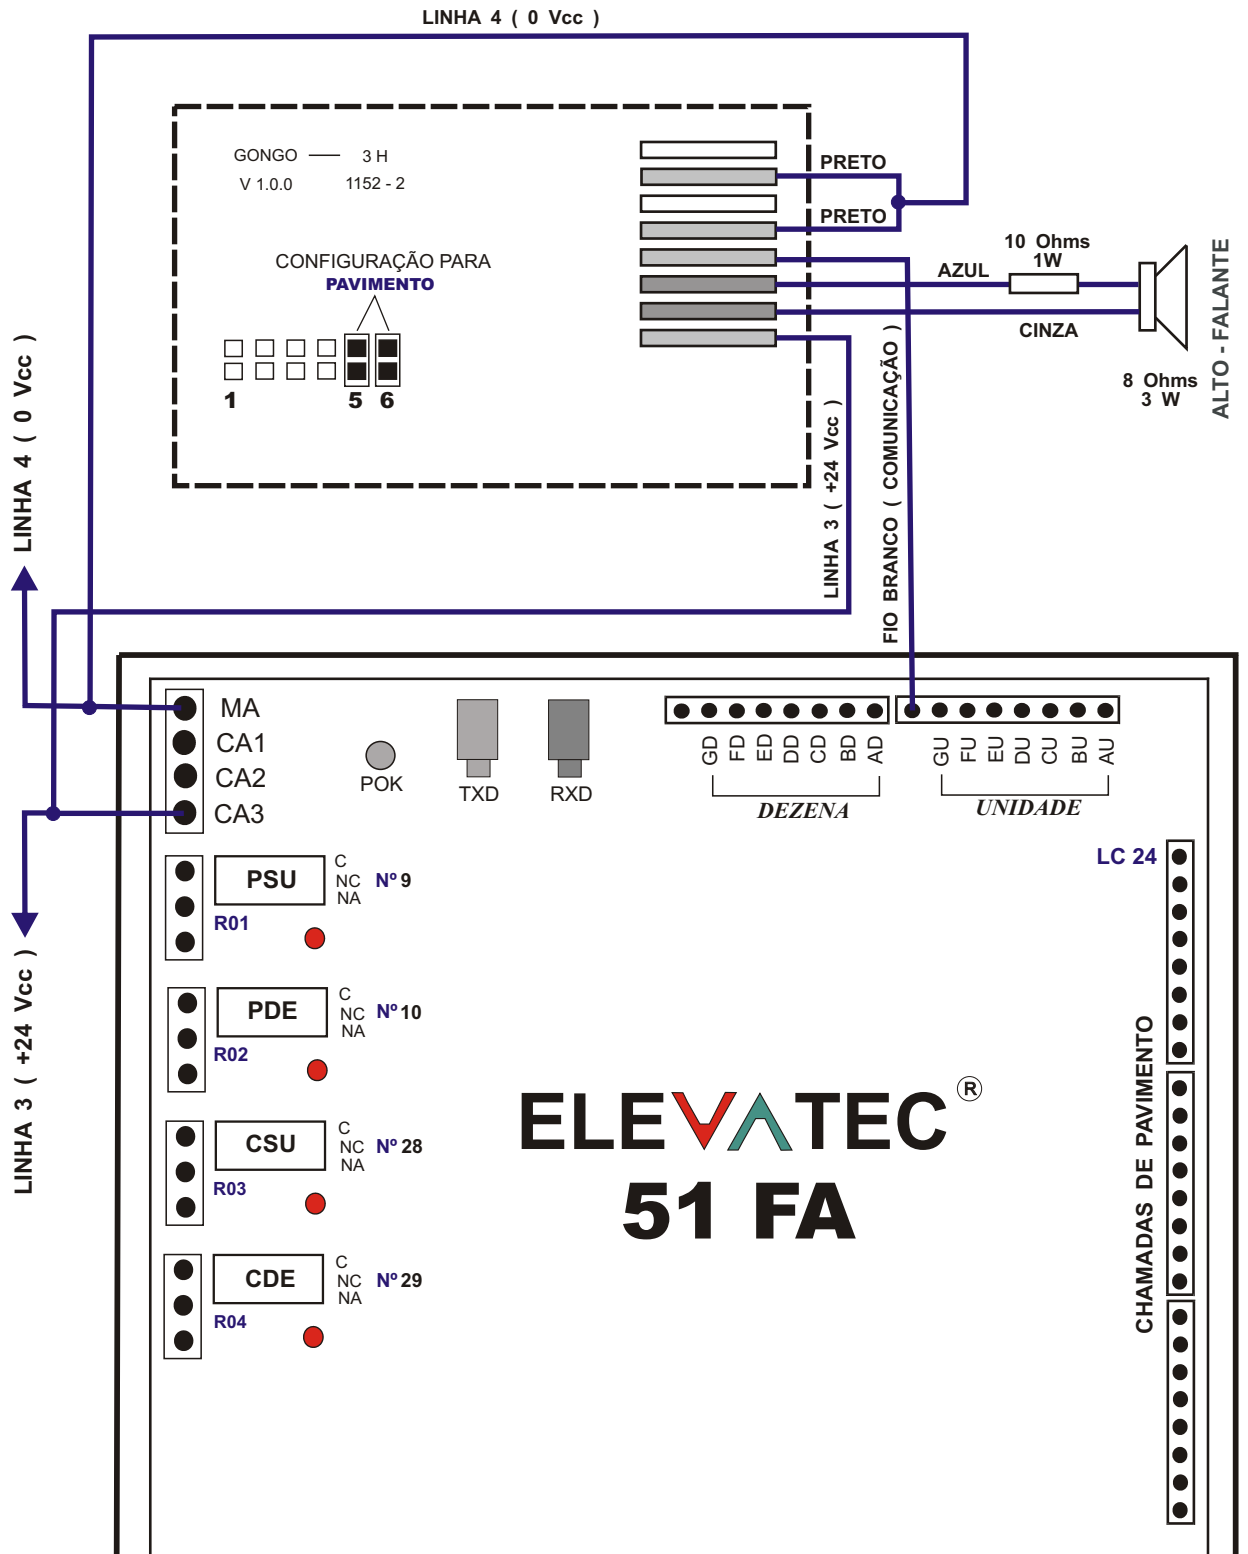 LINHA 4 ( 0 Vcc )
GONGO — 3 H
V 1.0.0 1152 - 2
CONFIGURAÇÃO PARA
PAVIMENTO
1 5 6
PRETO
PRETO
AZUL
10 Ohms
1W
CINZA
8 Ohms
3 W
ALTO - FALANTE
LINHA 4 ( 0 Vcc )
LINHA 3 ( +24 Vcc )
FIO BRANCO ( COMUNICAÇÃO )
MA
CA1
CA2
CA3
POK
TXD
RXD
GD FD ED DD CD BD AD
DEZENA
GU FU EU DU CU BU AU
UNIDADE
LC 24
LINHA 3 ( +24 Vcc )
PSU
C
NC
NA
Nº 9
R01
PDE
C
NC
NA
Nº 10
R02
CSU
C
NC
NA
Nº 28
R03
CDE
C
NC
NA
Nº 29
R04
ELEVATEC ®
51 FA
CHAMADAS DE PAVIMENTO